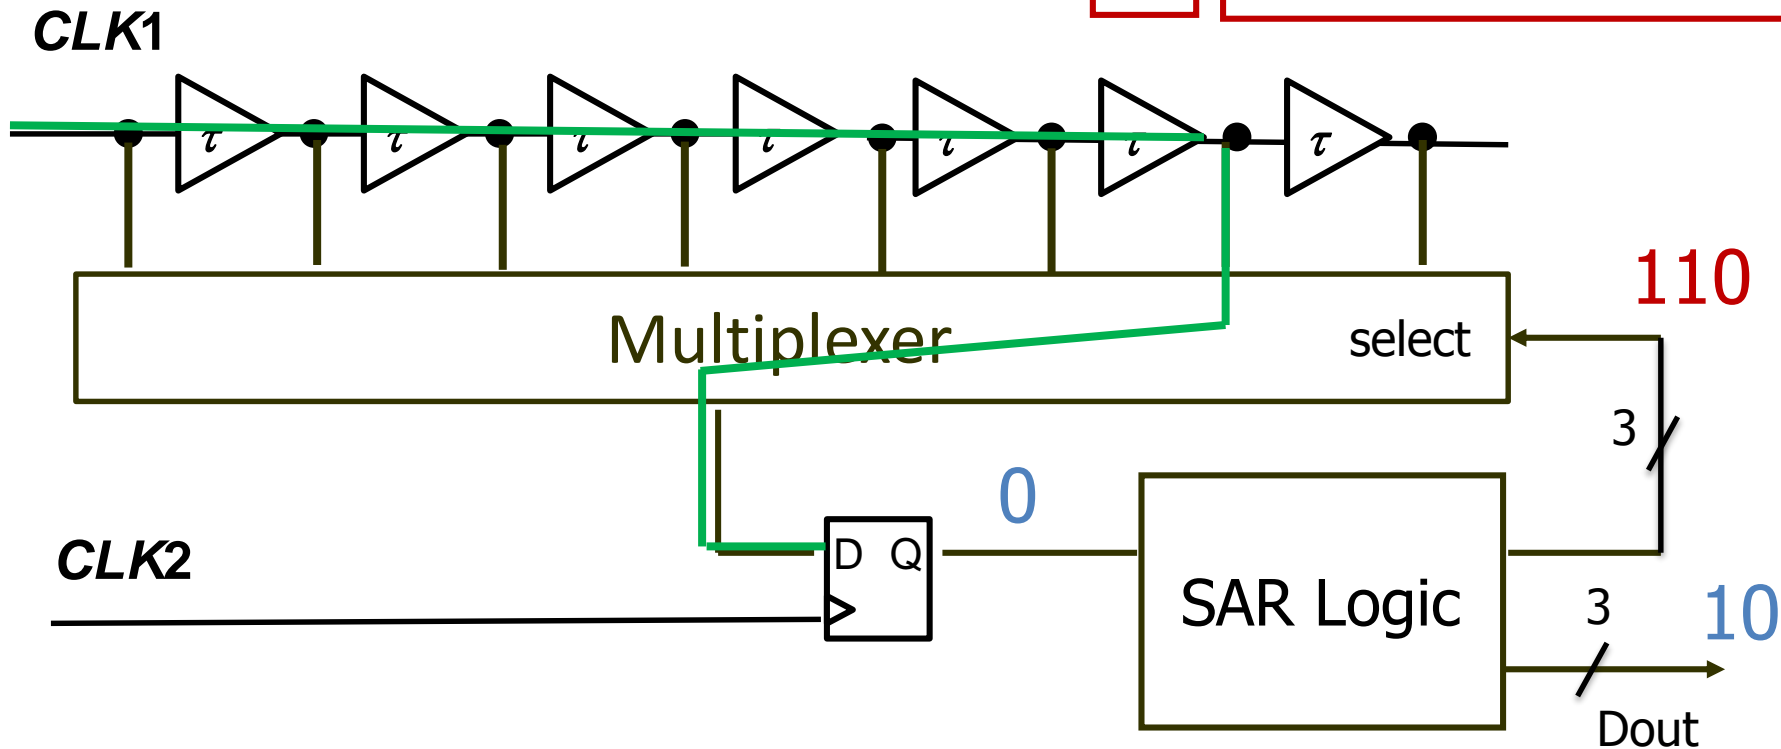 CLK1
τ τ τ τ τ τ τ
110
Multiplexer
select
3
0
D Q
CLK2
SAR Logic
3
10
Dout